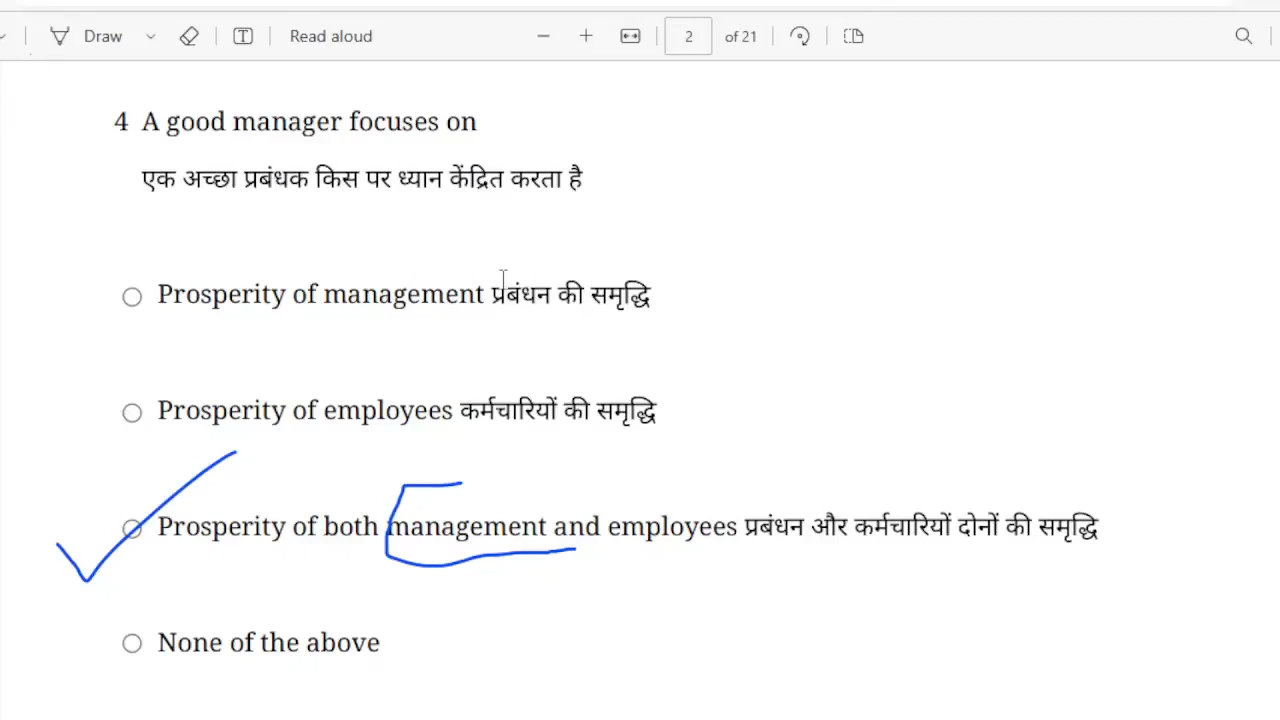 Draw
Read aloud
2
of 21
4 A good manager focuses on
एक अच्छा प्रबंधक किस पर ध्यान केंद्रित करता है
Prosperity of management प्रबंधन की समृद्धि
Prosperity of employees कर्मचारियों की समृद्धि
Prosperity of both management and employees प्रबंधन और कर्मचारियों दोनों की समृद्धि
None of the above